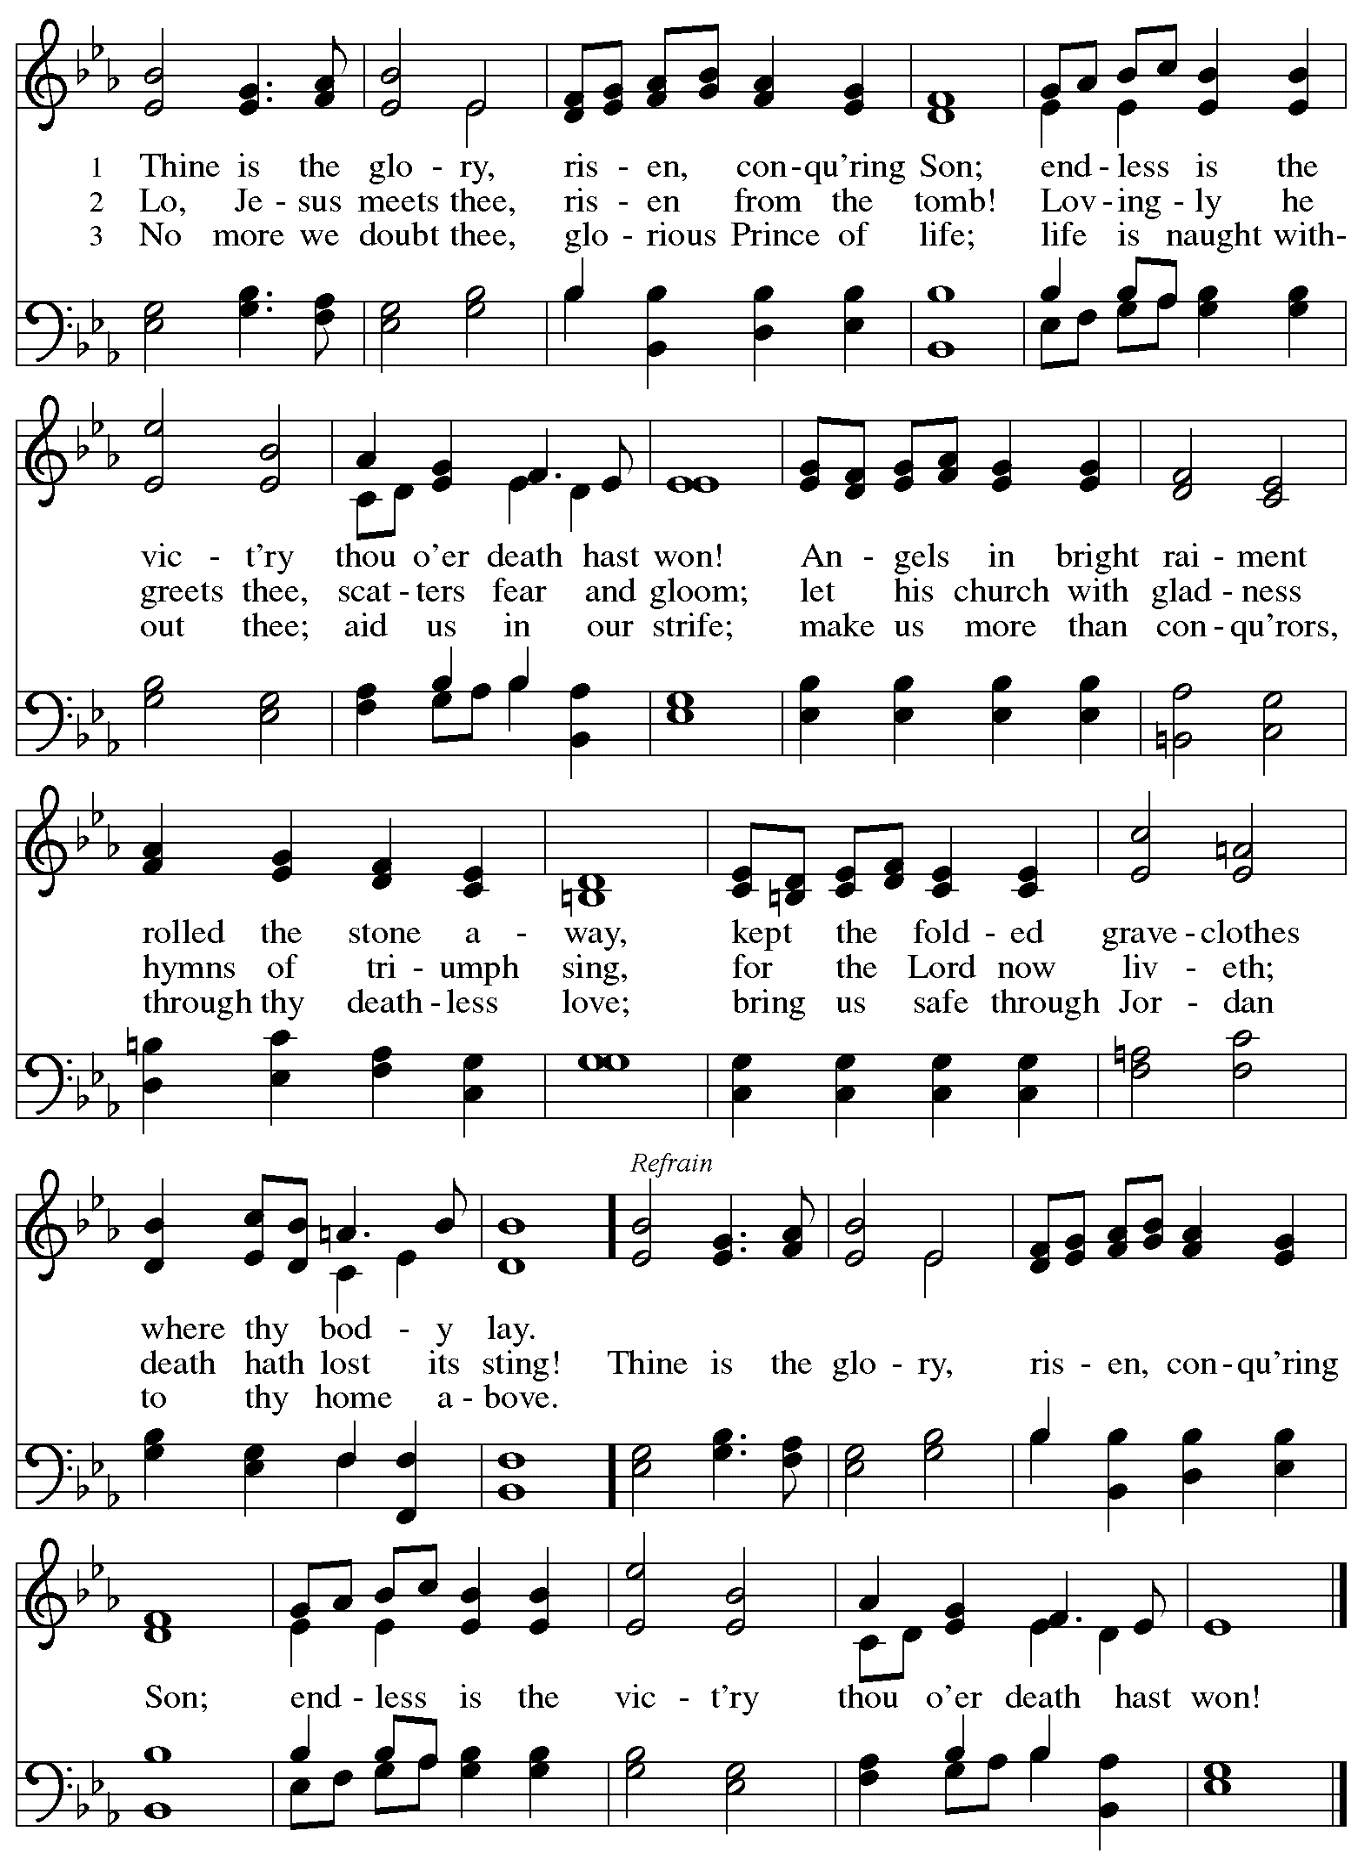 1 Thine is the glo - ry, ris - en, con - qu’ring Son; end - less is the
2 Lo, Je - sus meets thee, ris - en from the tomb! Lov - ing - ly he
3 No more we doubt thee, glo - rious Prince of life; life is naught with-
vic - t’ry thou o’er death hast won! An - gels in bright rai - ment
greets thee, scat - ters fear and gloom; let his church with glad - ness
out thee; aid us in our strife; make us more than con - qu’rors,
rolled the stone a - way, kept the fold - ed grave - clothes
hymns of tri - umph sing, for the Lord now liv - eth;
through thy death - less love; bring us safe through Jor - dan
Refrain
where thy bod - y lay.
death hath lost its sting! Thine is the glo - ry, ris - en, con - qu’ring
to thy home a - bove.
Son; end - less is the vic - t’ry thou o’er death hast won!